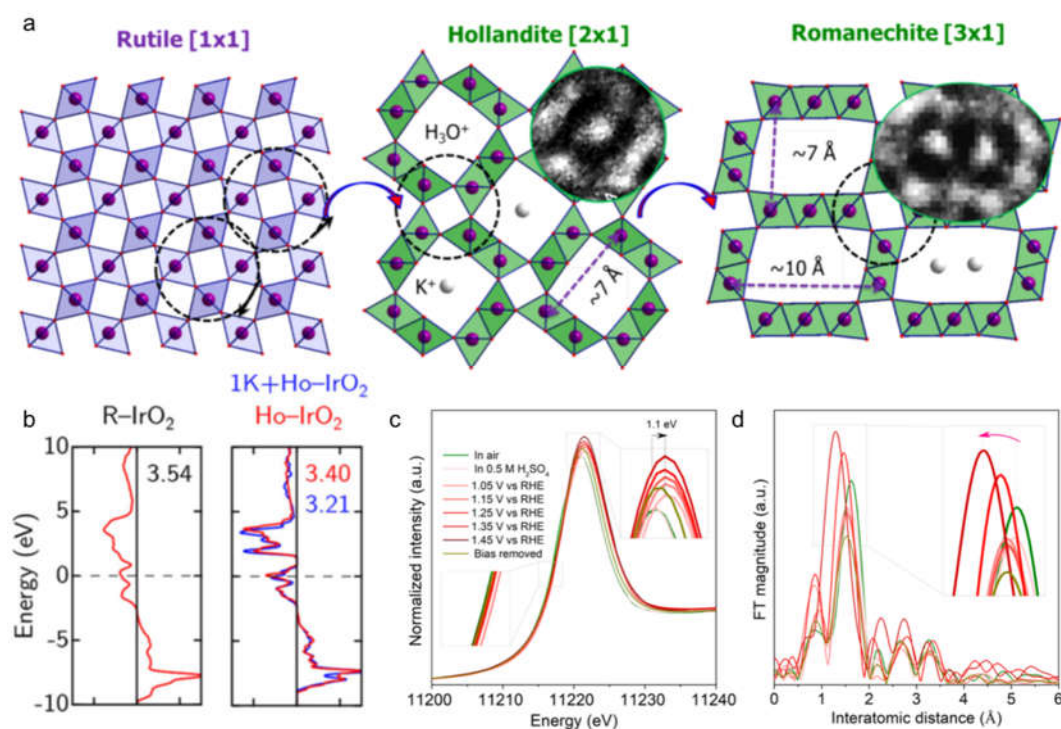 a
Rutile [1x1]
Hollandite [2x1]
Romanechite [3x1]
H₃O⁺
K⁺
~7 Å
~7 Å
~10 Å
b
1K+Ho–IrO₂
R–IrO₂
Ho–IrO₂
3.54
3.40
3.21
Energy (eV)
10
5
0
-5
-10
c
1.1 eV
In air
In 0.5 M H₂SO₄
1.05 V vs RHE
1.15 V vs RHE
1.25 V vs RHE
1.35 V vs RHE
1.45 V vs RHE
Bias removed
Normalized intensity (a.u.)
11200 11210 11220 11230 11240
Energy (eV)
d
FT magnitude (a.u.)
0 1 2 3 4 5 6
Interatomic distance (Å)